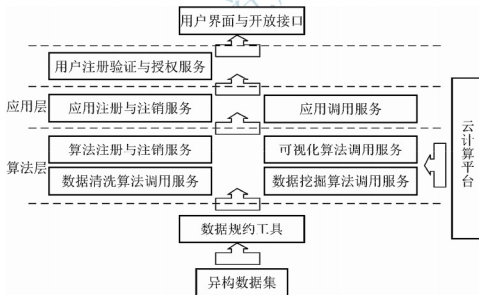 用户界面与开放接口
用户注册验证与授权服务
应用层
应用注册与注销服务
应用调用服务
算法层
算法注册与注销服务
可视化算法调用服务
数据清洗算法调用服务
数据挖掘算法调用服务
云计算平台
数据规约工具
异构数据集